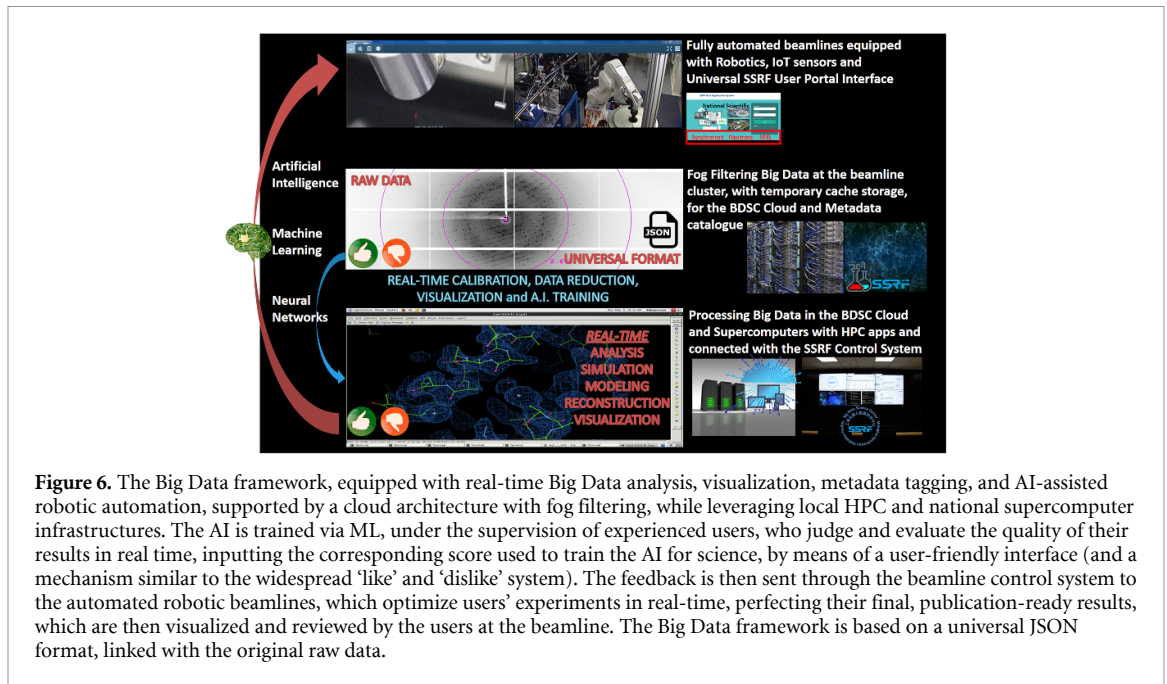 Fully automated beamlines equipped
with Robotics, IoT sensors and
Universal SSRF User Portal Interface
National Scientific
Synchrotron Neutrons XFEL
Artificial
Intelligence
Machine
Learning
Neural
Networks
RAW DATA
JSON
UNIVERSAL FORMAT
Fog Filtering Big Data at the beamline
cluster, with temporary cache storage,
for the BDSC Cloud and Metadata
catalogue
SSRF
REAL-TIME CALIBRATION, DATA REDUCTION,
VISUALIZATION and A.I. TRAINING
REAL-TIME
ANALYSIS
SIMULATION
MODELING
RECONSTRUCTION
VISUALIZATION
Processing Big Data in the BDSC Cloud
and Supercomputers with HPC apps and
connected with the SSRF Control System
SSRF
Figure 6. The Big Data framework, equipped with real-time Big Data analysis, visualization, metadata tagging, and AI-assisted
robotic automation, supported by a cloud architecture with fog filtering, while leveraging local HPC and national supercomputer
infrastructures. The AI is trained via ML, under the supervision of experienced users, who judge and evaluate the quality of their
results in real time, inputting the corresponding score used to train the AI for science, by means of a user-friendly interface (and a
mechanism similar to the widespread ‘like’ and ‘dislike’ system). The feedback is then sent through the beamline control system to
the automated robotic beamlines, which optimize users’ experiments in real-time, perfecting their final, publication-ready results,
which are then visualized and reviewed by the users at the beamline. The Big Data framework is based on a universal JSON
format, linked with the original raw data.